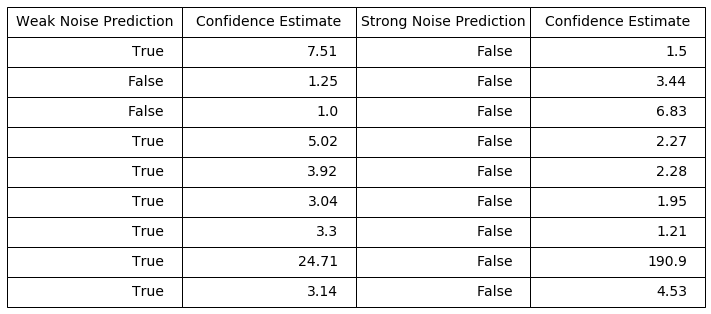 Weak Noise Prediction Confidence Estimate Strong Noise Prediction Confidence Estimate
True 7.51 False 1.5
False 1.25 False 3.44
False 1.0 False 6.83
True 5.02 False 2.27
True 3.92 False 2.28
True 3.04 False 1.95
True 3.3 False 1.21
True 24.71 False 190.9
True 3.14 False 4.53